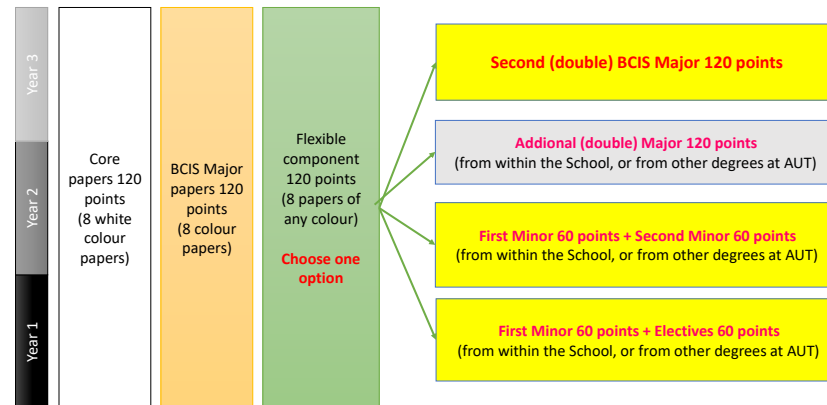 Year 3
Year 2
Year 1
Core
papers 120
points
(8 white
colour
papers)
BCIS Major
papers 120
points
(8 colour
papers)
Flexible
component
120 points
(8 papers of
any colour)
Choose one
option
Second (double) BCIS Major 120 points
Addional (double) Major 120 points
(from within the School, or from other degrees at AUT)
First Minor 60 points + Second Minor 60 points
(from within the School, or from other degrees at AUT)
First Minor 60 points + Electives 60 points
(from within the School, or from other degrees at AUT)